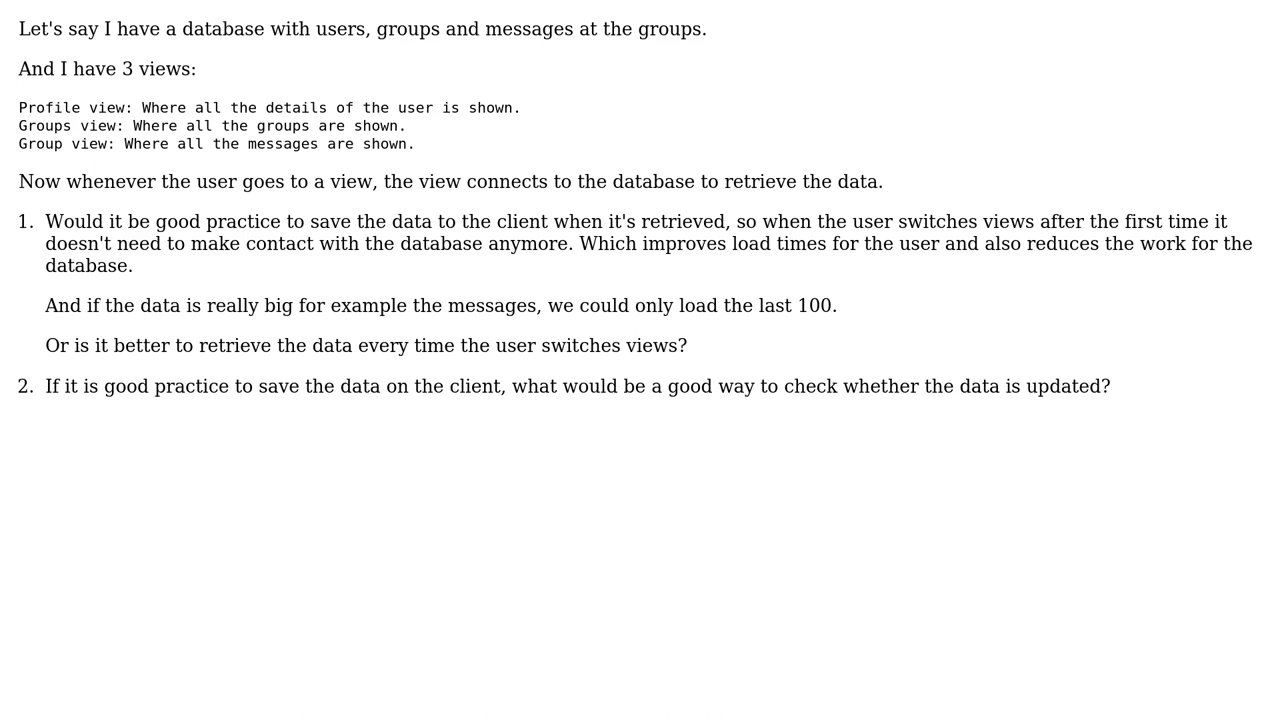 Let's say I have a database with users, groups and messages at the groups.
And I have 3 views:
Profile view: Where all the details of the user is shown.
Groups view: Where all the groups are shown.
Group view: Where all the messages are shown.
Now whenever the user goes to a view, the view connects to the database to retrieve the data.
1. Would it be good practice to save the data to the client when it's retrieved, so when the user switches views after the first time it
doesn't need to make contact with the database anymore. Which improves load times for the user and also reduces the work for the
database.
And if the data is really big for example the messages, we could only load the last 100.
Or is it better to retrieve the data every time the user switches views?
2. If it is good practice to save the data on the client, what would be a good way to check whether the data is updated?